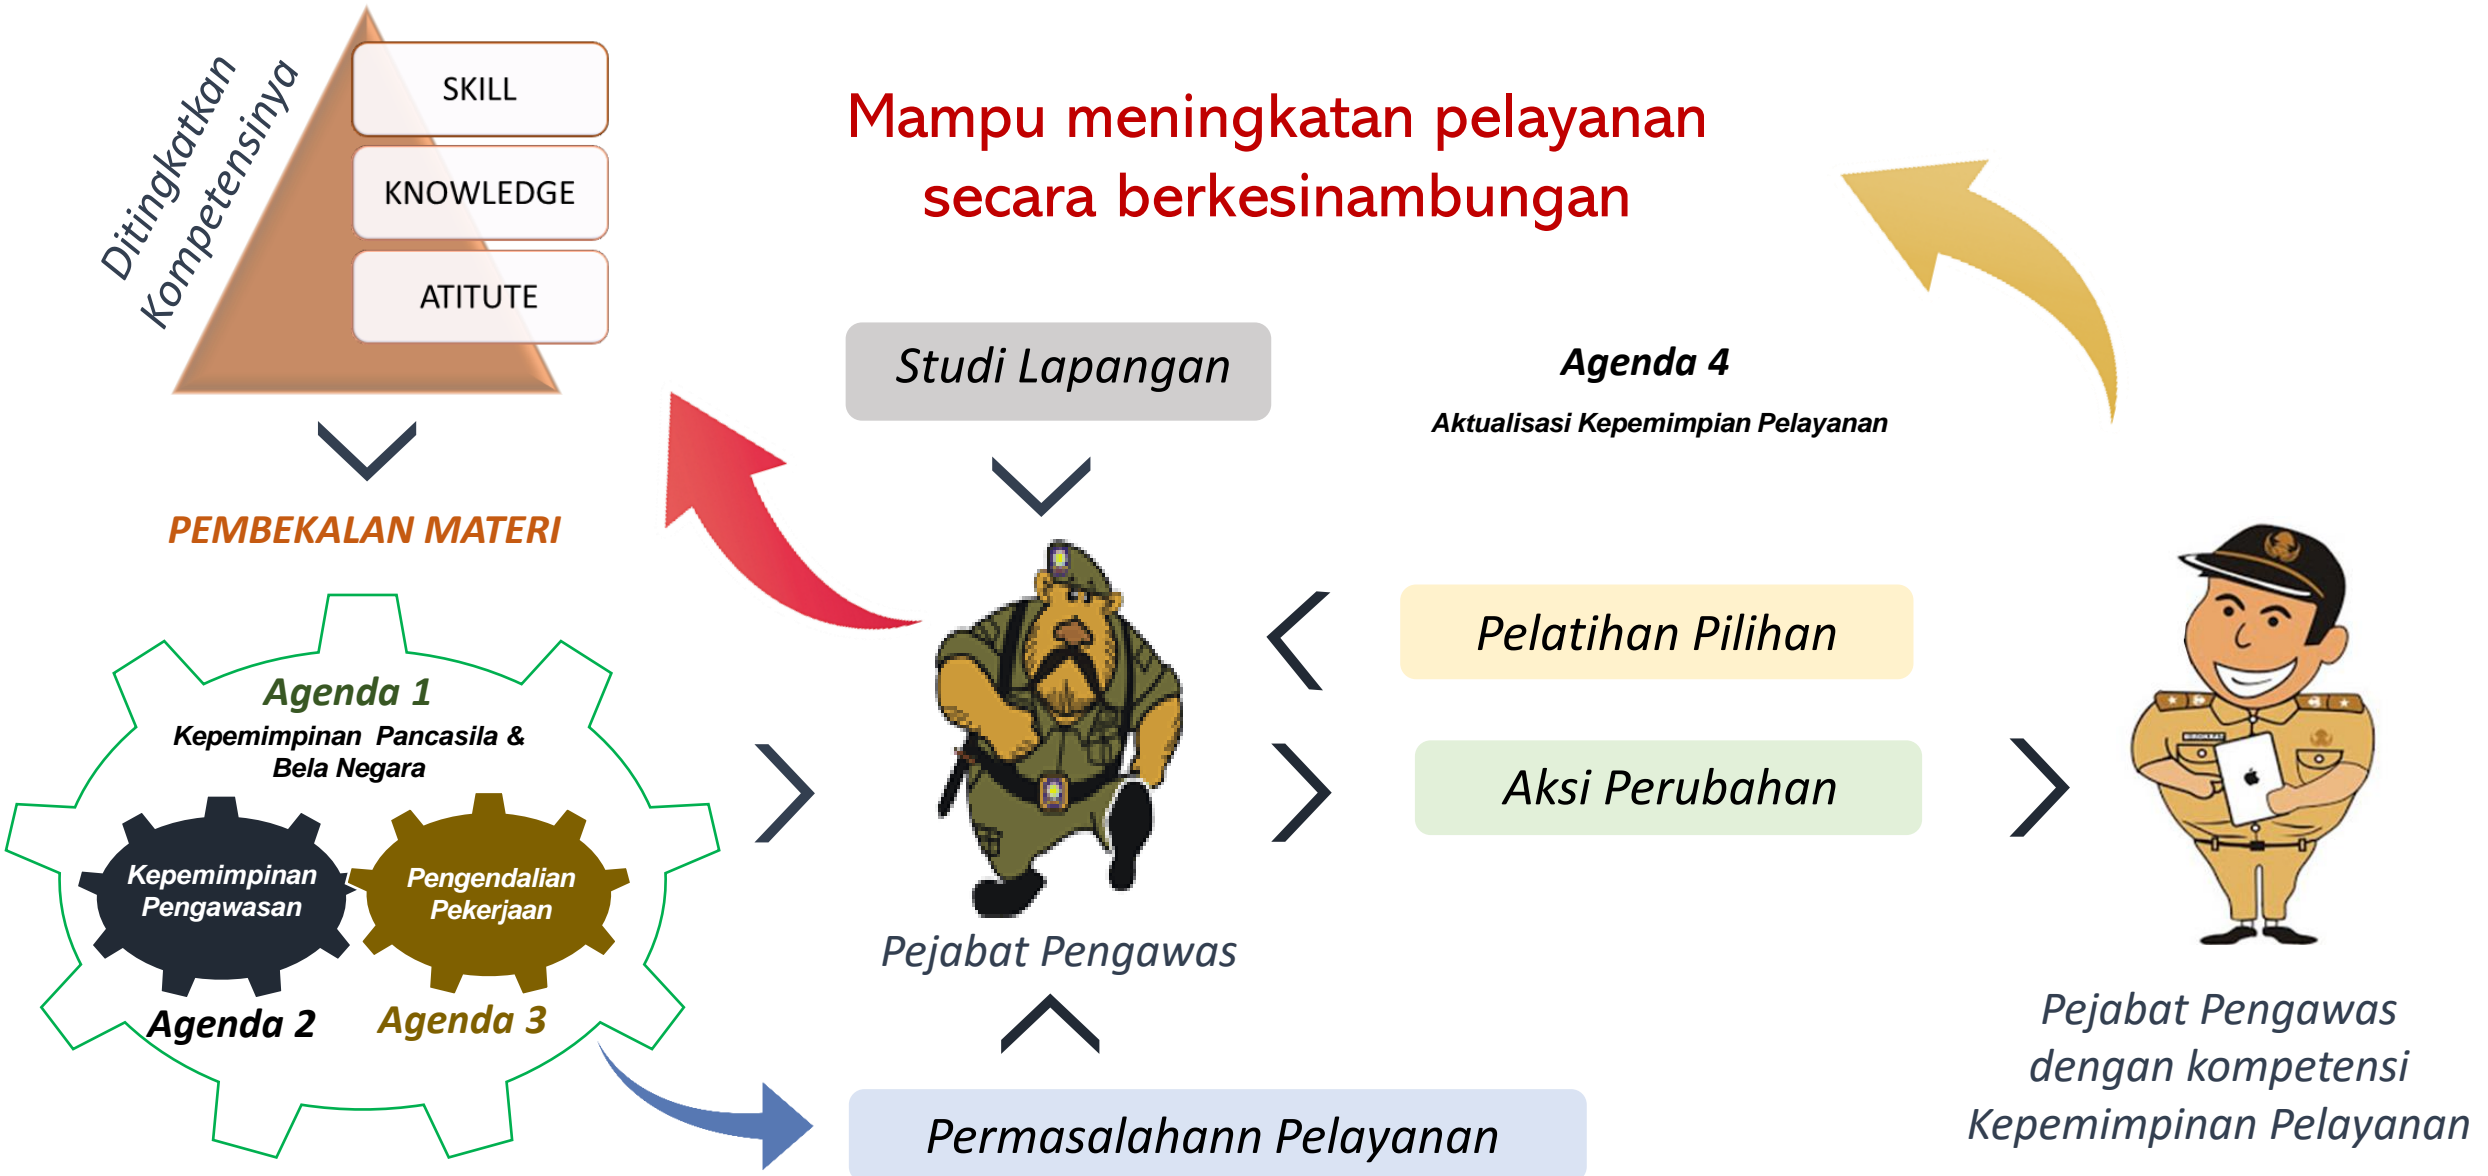 Ditingkatkan
Kompetensinya
SKILL
KNOWLEDGE
ATITUTE
Mampu meningkatan pelayanan
secara berkesinambungan
Studi Lapangan
Agenda 4
Aktualisasi Kepemimpian Pelayanan
PEMBEKALAN MATERI
Agenda 1
Kepemimpinan Pancasila &
Bela Negara
Kepemimpinan
Pengawasan
Pengendalian
Pekerjaan
Agenda 2
Agenda 3
Pelatihan Pilihan
Aksi Perubahan
Pejabat Pengawas
Permasalahann Pelayanan
Pejabat Pengawas
dengan kompetensi
Kepemimpinan Pelayanan